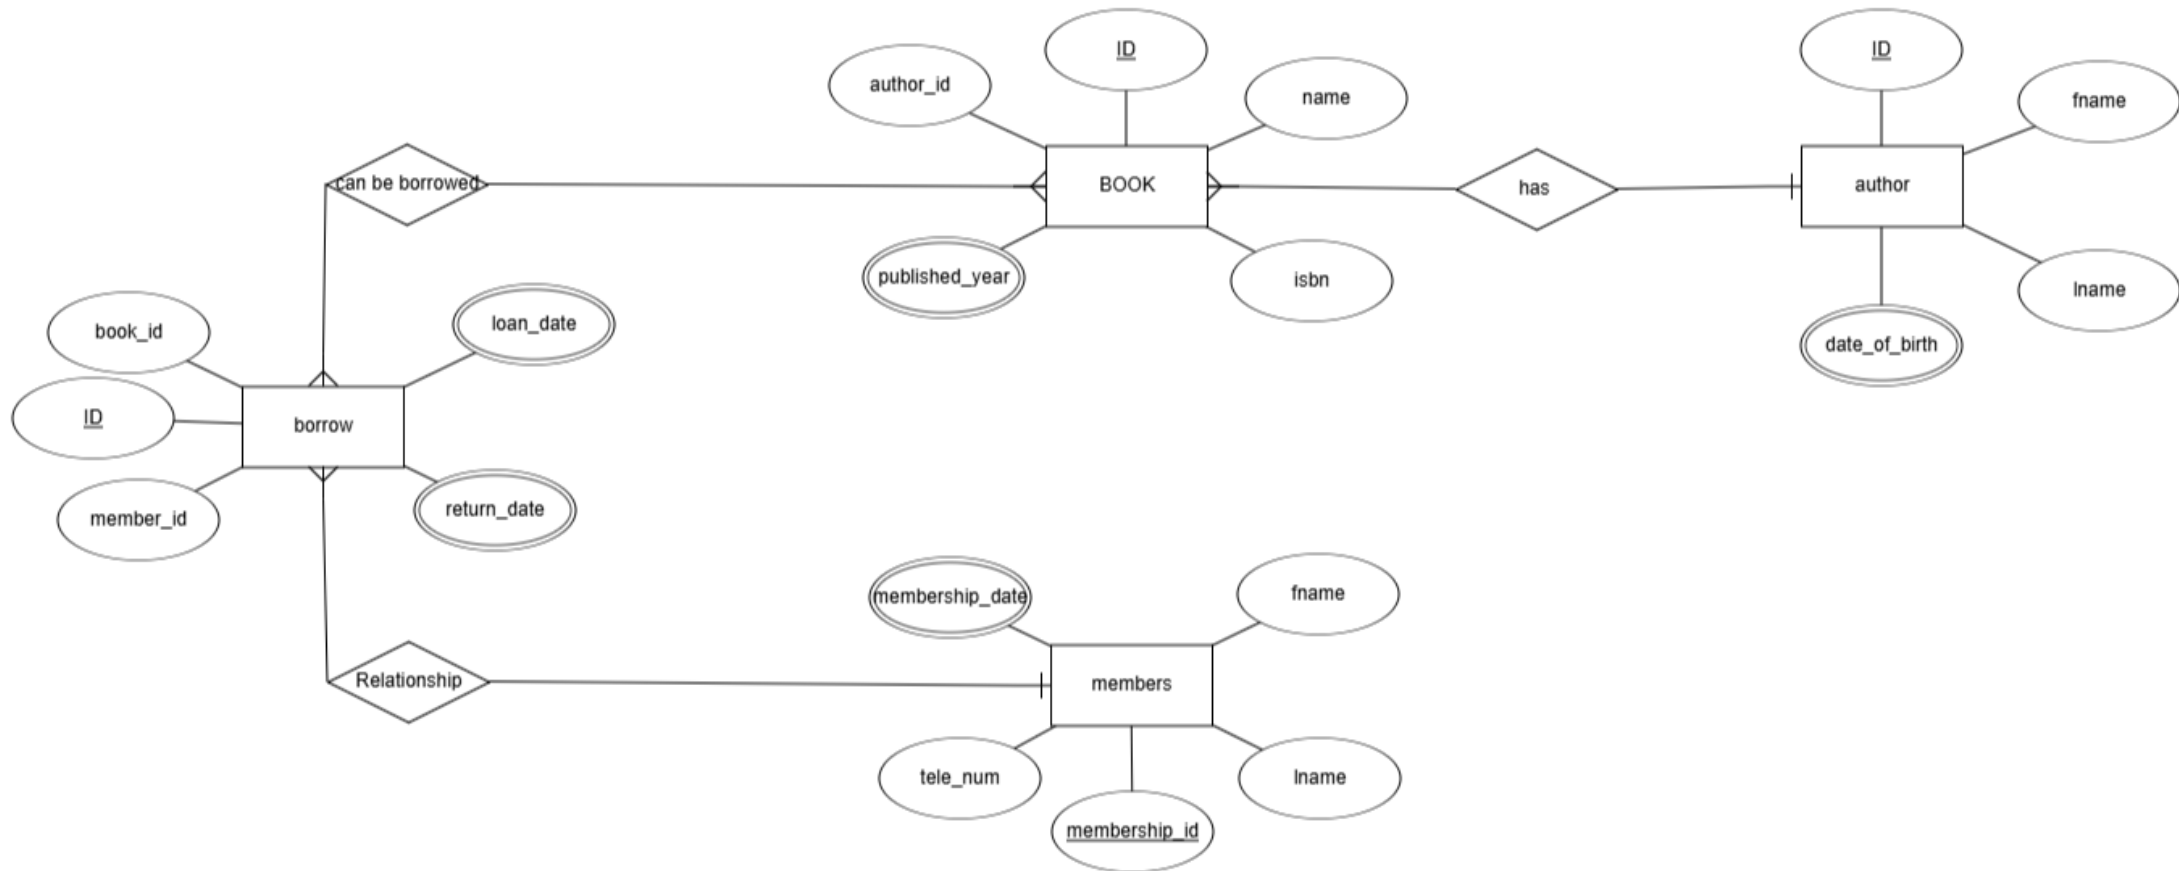 ID
ID
author_id
name
fname
can be borrowed
BOOK
has
author
published_year
isbn
lname
book_id
loan_date
date_of_birth
ID
borrow
member_id
return_date
membership_date
fname
Relationship
members
tele_num
lname
membership_id